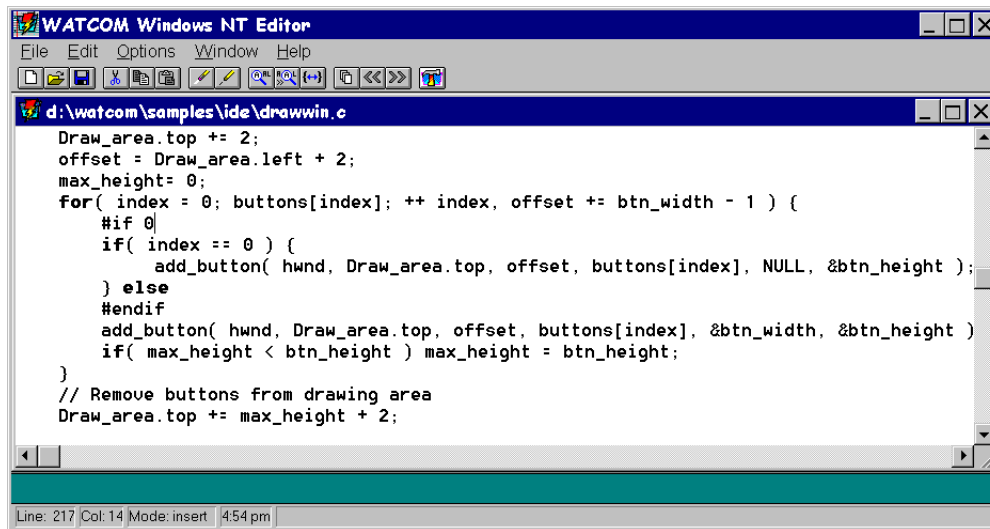 WATCOM Windows NT Editor
File Edit Options Window Help
d:\watcom\samples\ide\drawwin.c
Draw_area.top += 2;
offset = Draw_area.left + 2;
max_height= 0;
for( index = 0; buttons[index]; ++ index, offset += btn_width - 1 ) {
#if 0
if( index == 0 ) {
add_button( hwnd, Draw_area.top, offset, buttons[index], NULL, &btn_height );
} else
#endif
add_button( hwnd, Draw_area.top, offset, buttons[index], &btn_width, &btn_height )
if( max_height < btn_height ) max_height = btn_height;
}
// Remove buttons from drawing area
Draw_area.top += max_height + 2;
Line: 217 Col: 14 Mode: insert 4:54 pm